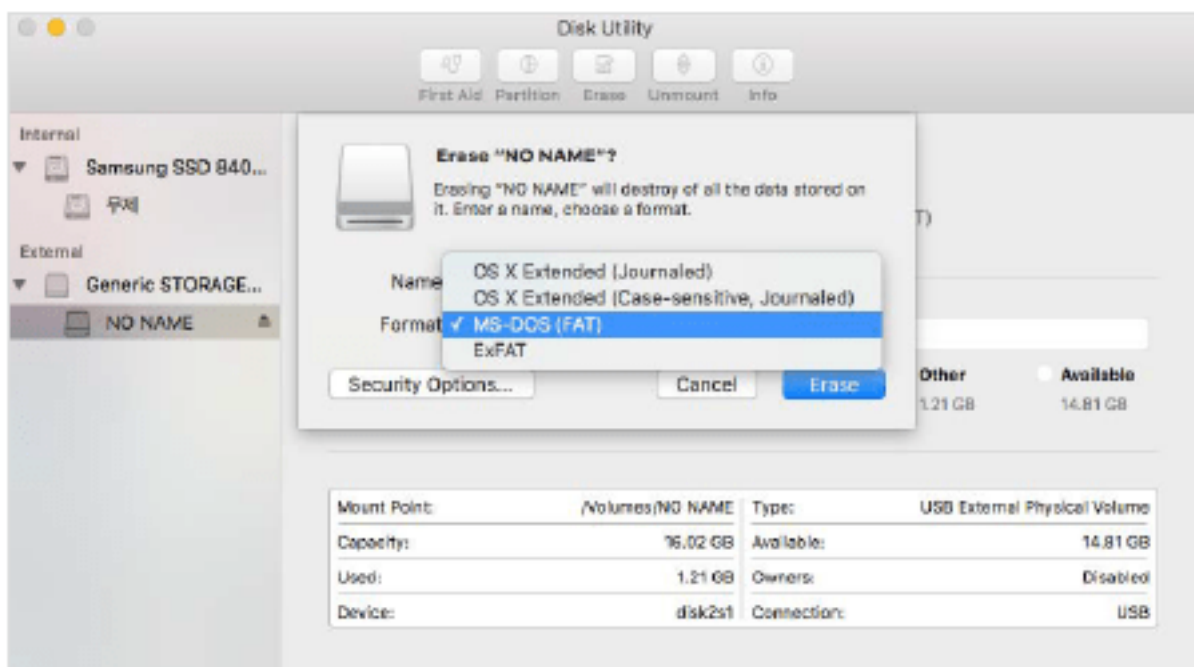 Disk Utility
First Aid Partition Erase Unmount Info
Internal
Samsung SSD 840...
무제
External
Generic STORAGE...
NO NAME
Erase "NO NAME"?
Erasing "NO NAME" will destroy of all the data stored on
it. Enter a name, choose a format.
T)
Name
OS X Extended (Journaled)
OS X Extended (Case-sensitive, Journaled)
Format ✓ MS-DOS (FAT)
ExFAT
Security Options... Cancel Erase
Other Available
1.21 GB 14.81 GB
Mount Point: /Volumes/NO NAME Type: USB External Physical Volume
Capacity: 16.02 GB Available: 14.81 GB
Used: 1.21 GB Owners: Disabled
Device: disk2s1 Connection: USB